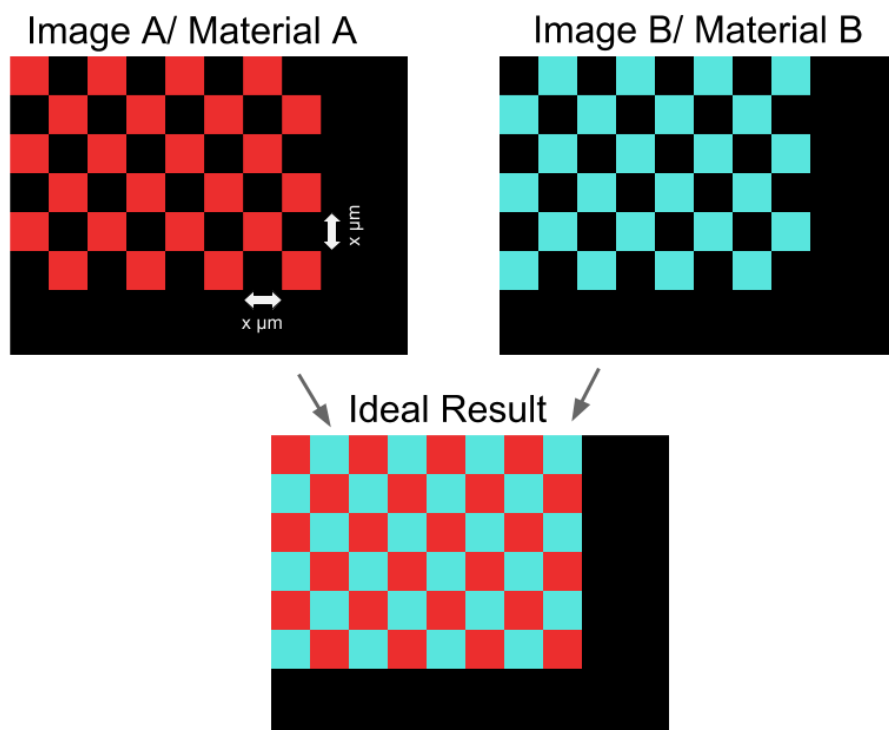 Image A/ Material A
Image B/ Material B
x µm
x µm
Ideal Result